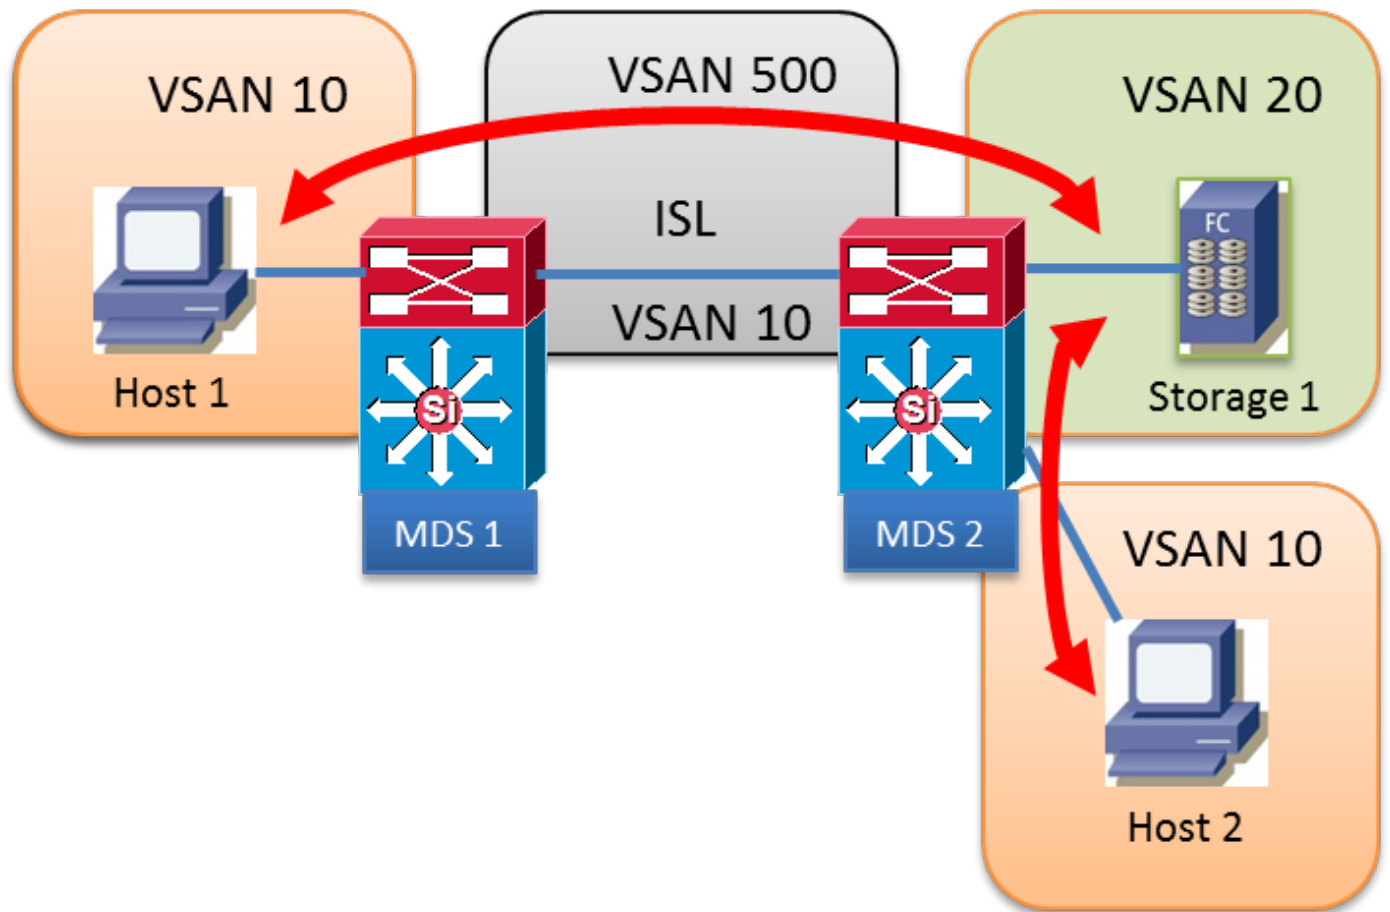 VSAN 10
VSAN 500
VSAN 20
ISL
FC
VSAN 10
Host 1
Storage 1
Si
Si
MDS 1
MDS 2
VSAN 10
Host 2